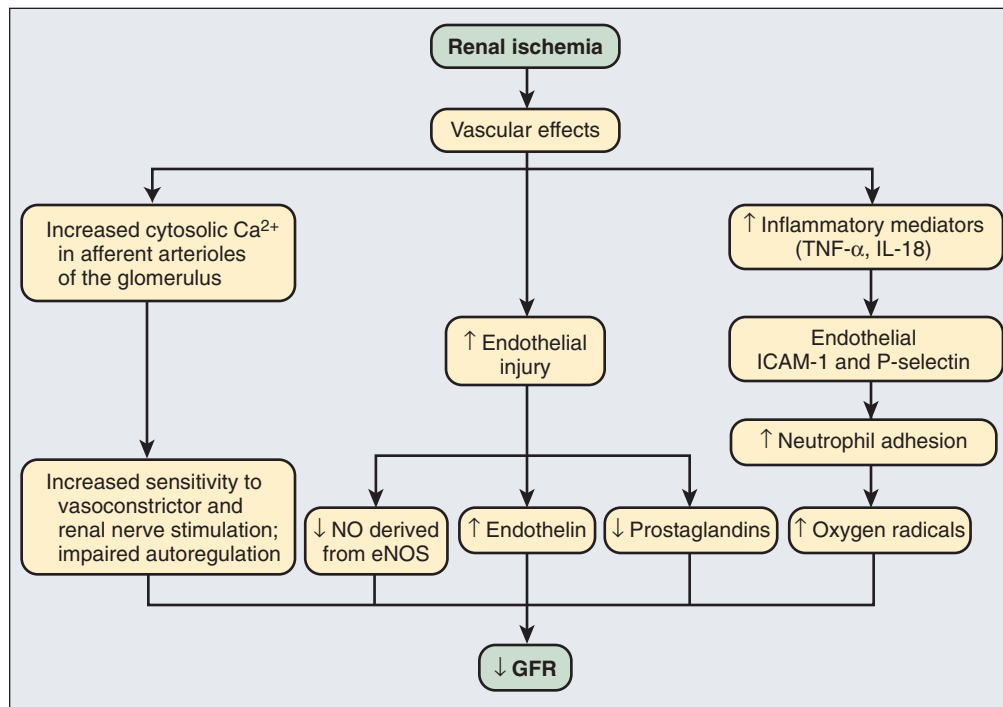 Renal ischemia
Vascular effects
Increased cytosolic Ca²⁺
in afferent arterioles
of the glomerulus
↑ Inflammatory mediators
(TNF-α, IL-18)
↑ Endothelial
injury
Endothelial
ICAM-1 and P-selectin
↑ Neutrophil adhesion
Increased sensitivity to
vasoconstrictor and
renal nerve stimulation;
impaired autoregulation
↓ NO derived
from eNOS
↑ Endothelin
↓ Prostaglandins
↑ Oxygen radicals
↓ GFR